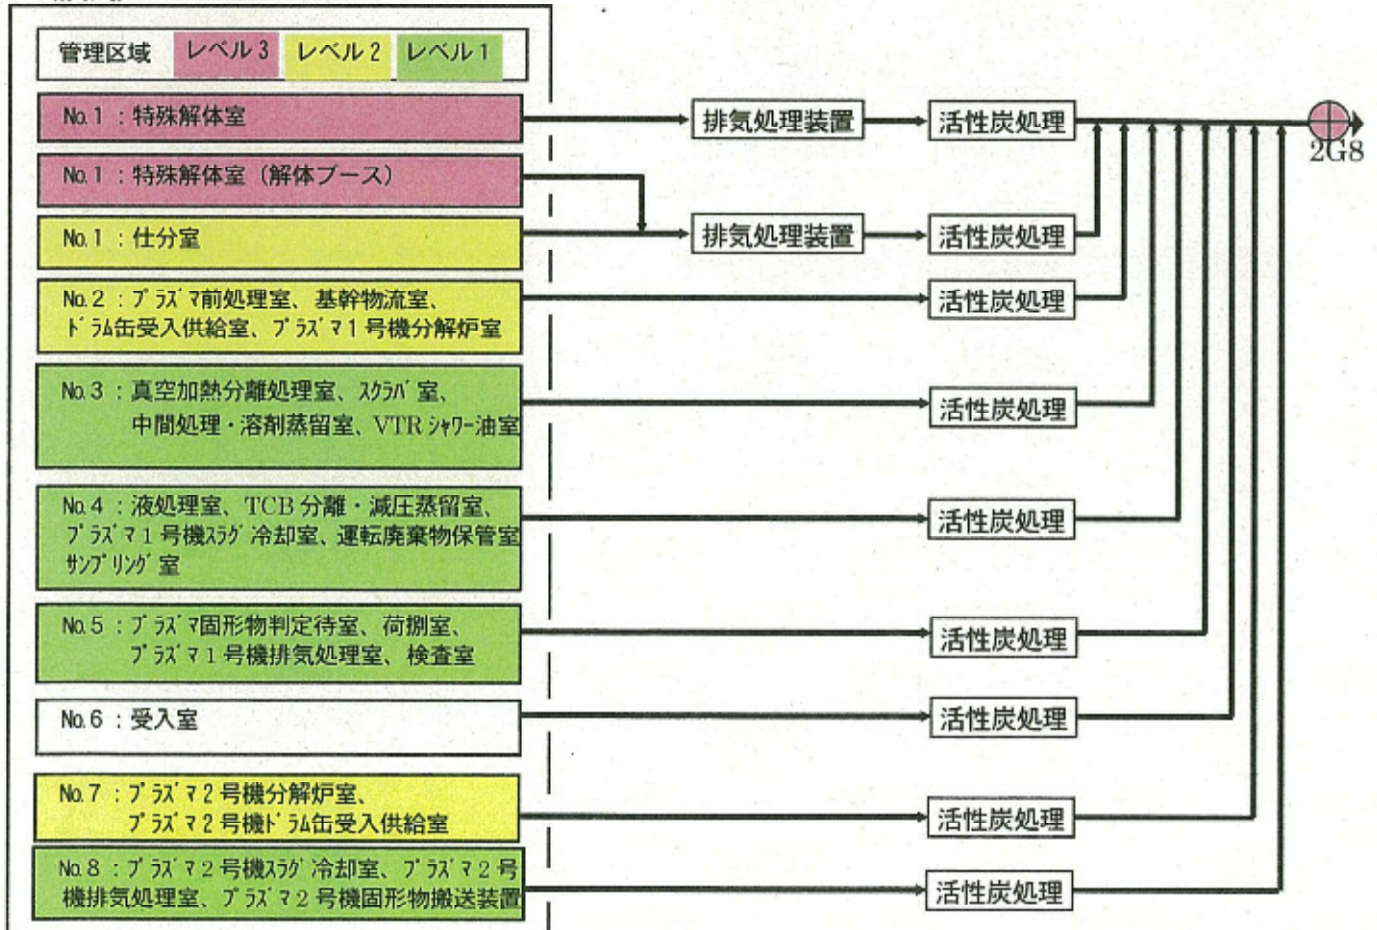 管理区域 レベル3 レベル2 レベル1
No.1：特殊解体室
排気処理装置
活性炭処理
2G8
No.1：特殊解体室（解体ブース）
No.1：仕分室
排気処理装置
活性炭処理
No.2：プラズマ前処理室、基幹物流室、
ドラム缶受入供給室、プラズマ1号機分解炉室
活性炭処理
No.3：真空加熱分離処理室、スクラバ室、
中間処理・溶剤蒸留室、VTRシャワー油室
活性炭処理
No.4：液処理室、TCB分離・減圧蒸留室、
プラズマ1号機スラグ冷却室、運転廃棄物保管室
サンプリング室
活性炭処理
No.5：プラズマ固形物判定待室、荷捌室、
プラズマ1号機排気処理室、検査室
活性炭処理
No.6：受入室
活性炭処理
No.7：プラズマ2号機分解炉室、
プラズマ2号機ドラム缶受入供給室
活性炭処理
No.8：プラズマ2号機スラグ冷却室、プラズマ2号
機排気処理室、プラズマ2号機固形物搬送装置
活性炭処理